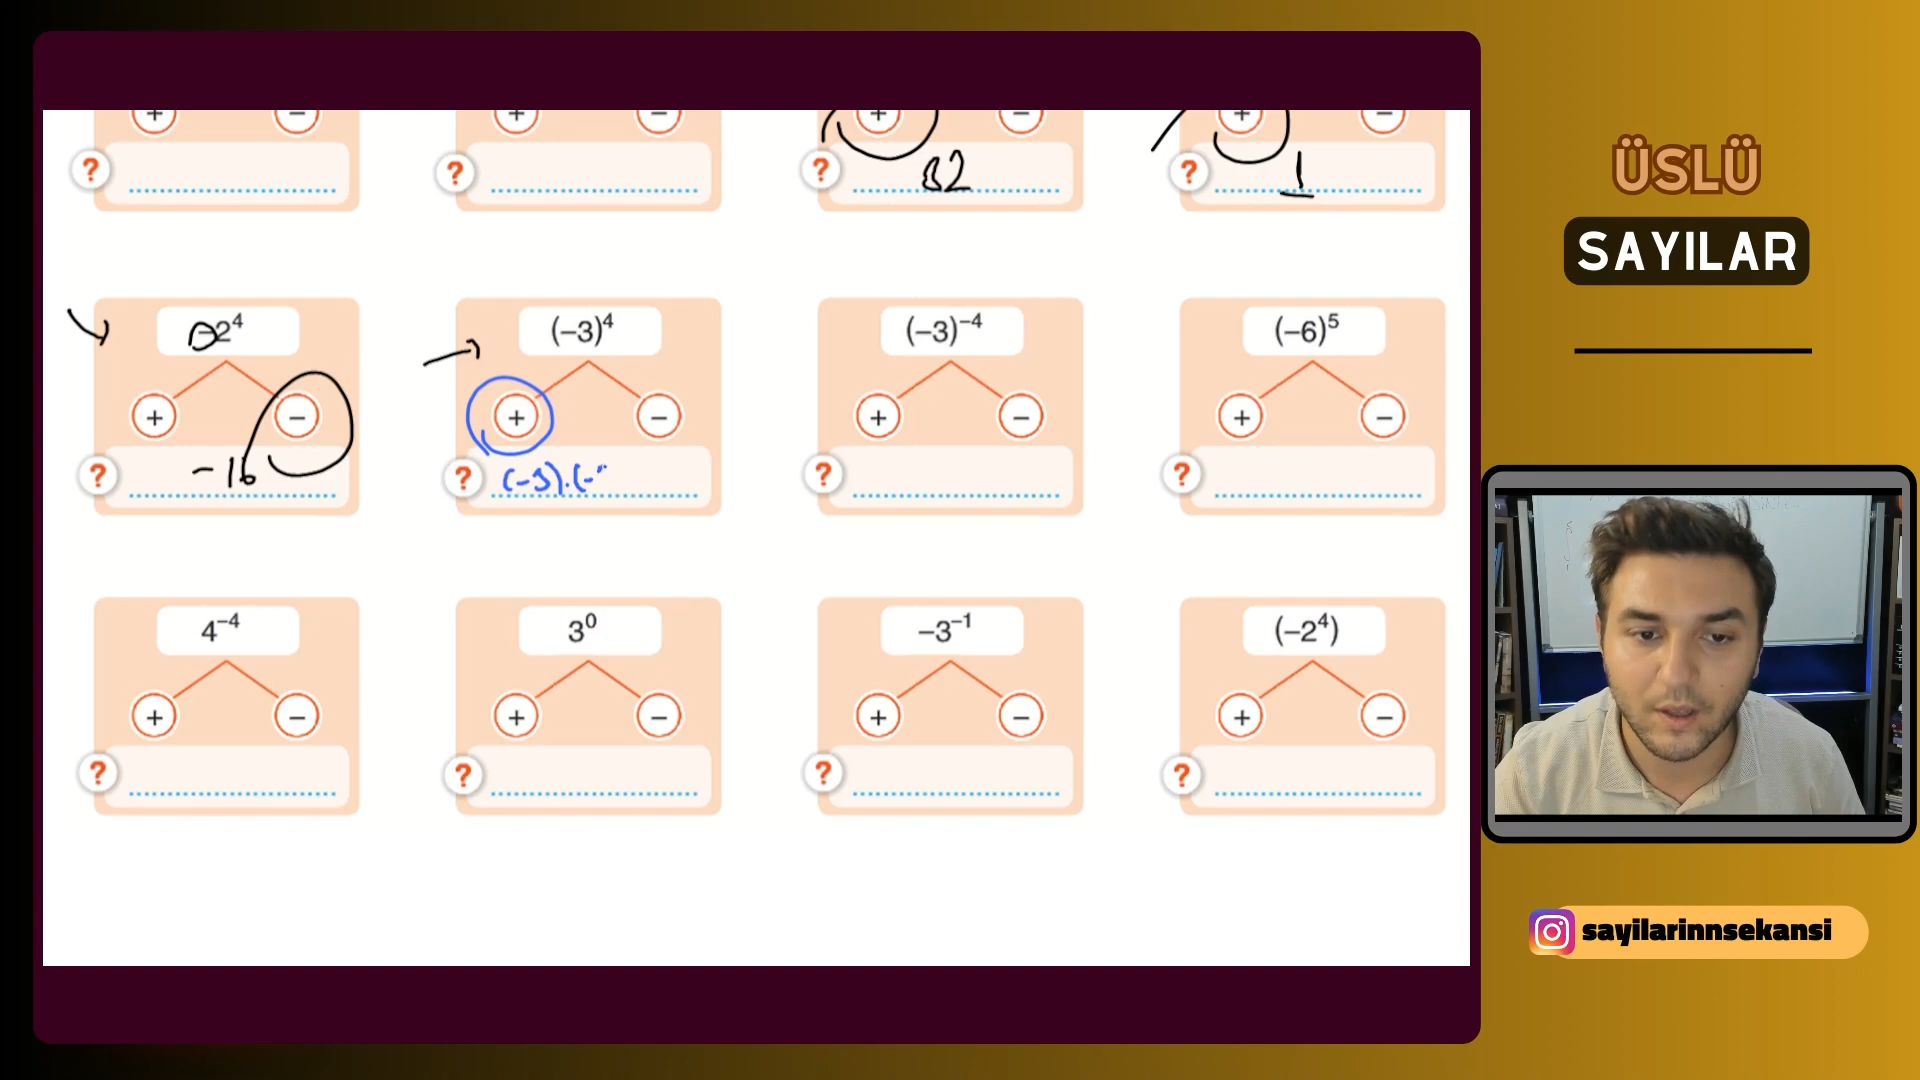 + − + − + − + −
? ? ? 82 ? 1
−2⁴ (−3)⁴ (−3)⁻⁴ (−6)⁵
+ − + − + − + −
? −16 ? (−3).(− ? ?
4⁻⁴ 3⁰ −3⁻¹ (−2⁴)
+ − + − + − + −
? ? ? ?
ÜSLÜ
SAYILAR
sayilarinnsekansi